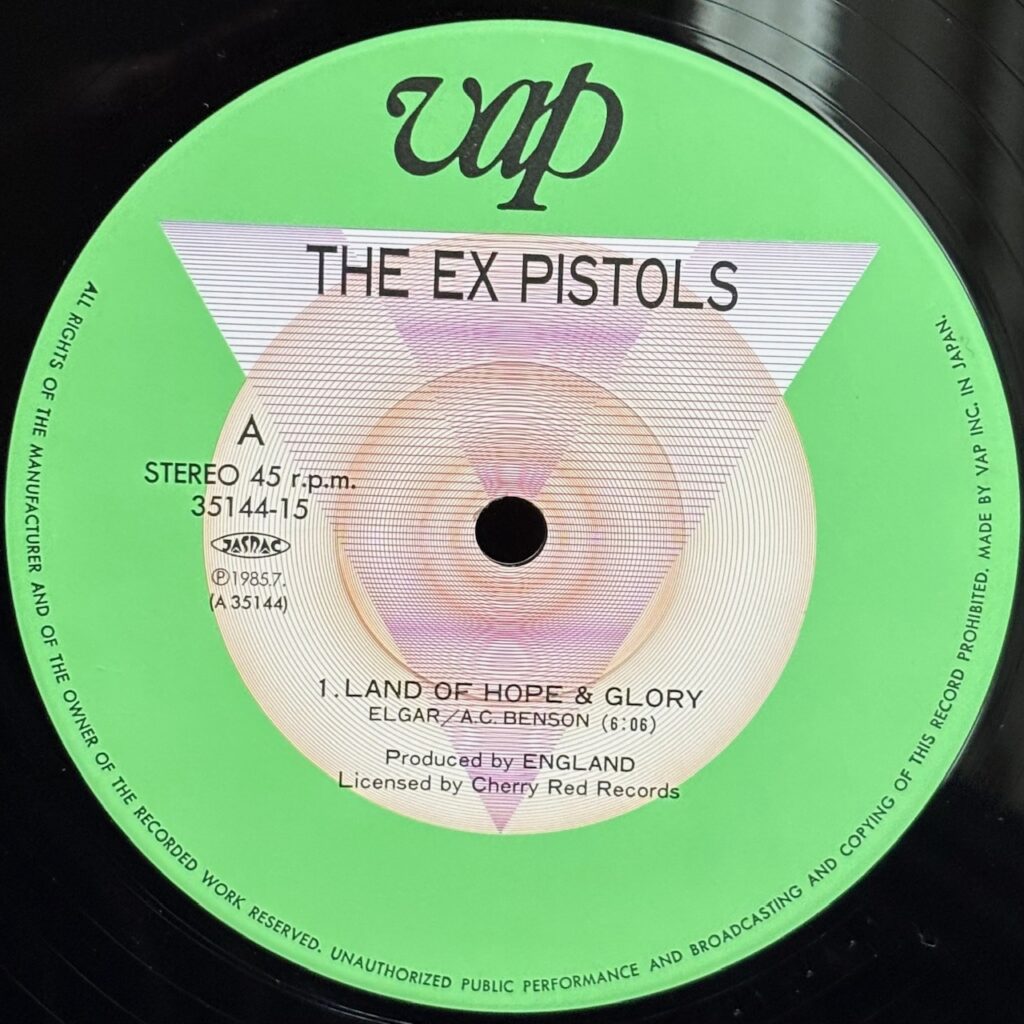 vap
THE EX PISTOLS
A
STEREO 45 r.p.m.
35144-15
JASRAC
Ⓟ1985.7.
(A 35144)
1. LAND OF HOPE & GLORY
ELGAR/A.C. BENSON (6:06)
Produced by ENGLAND
Licensed by Cherry Red Records
ALL RIGHTS OF THE MANUFACTURER AND OF THE OWNER OF THE RECORDED WORK RESERVED. UNAUTHORIZED PUBLIC PERFORMANCE AND BROADCASTING AND COPYING OF THIS RECORD PROHIBITED. MADE BY VAP INC. IN JAPAN.